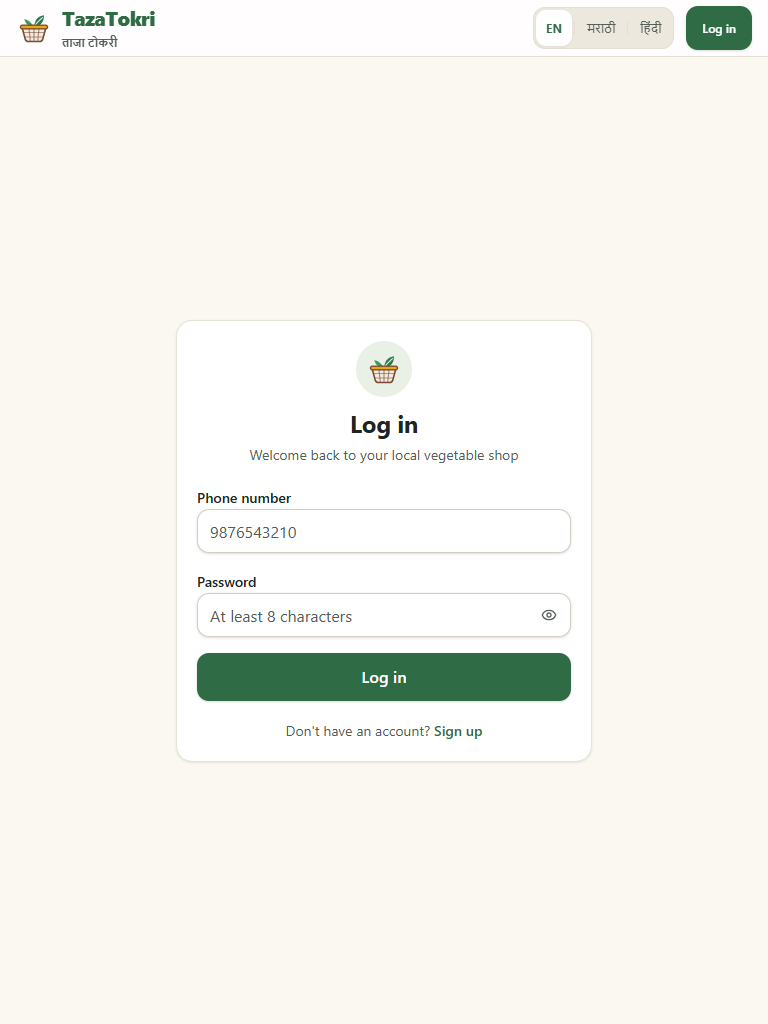 TazaTokri
ताजा टोकरी
EN मराठी हिंदी
Log in
Log in
Welcome back to your local vegetable shop
Phone number
9876543210
Password
At least 8 characters
Log in
Don't have an account? Sign up